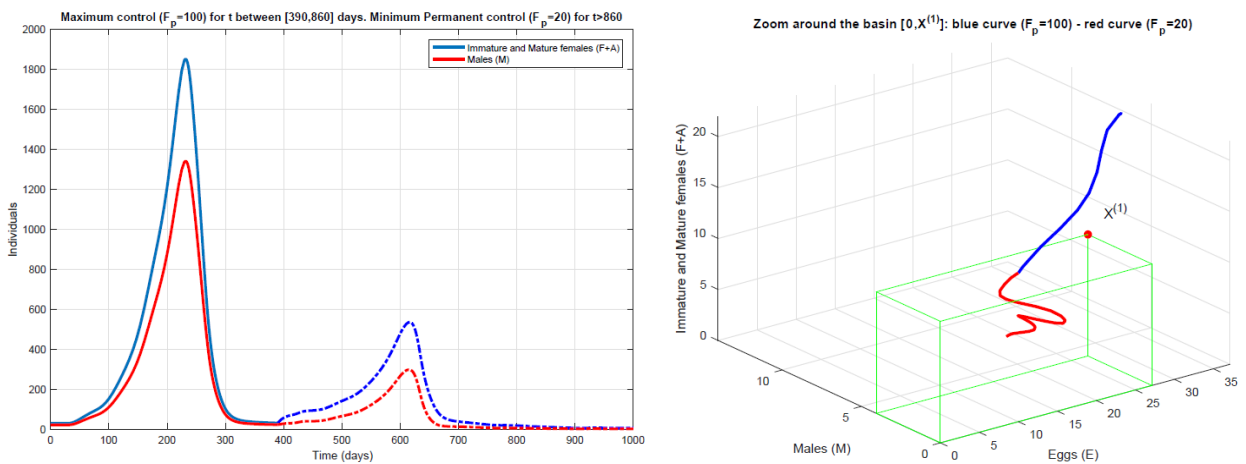 Maximum control (F_p=100) for t between [390,860] days. Minimum Permanent control (F_p=20) for t>860
Immature and Mature females (F+A)
Males (M)
Individuals
2000
1800
1600
1400
1200
1000
800
600
400
200
0
0 100 200 300 400 500 600 700 800 900 1000
Time (days)
Zoom around the basin [0,X^(1)]: blue curve (F_p=100) - red curve (F_p=20)
Immature and Mature females (F+A)
20
15
10
5
0
X^(1)
10
5
0
Males (M)
0 5 10 15 20 25 30 35
Eggs (E)